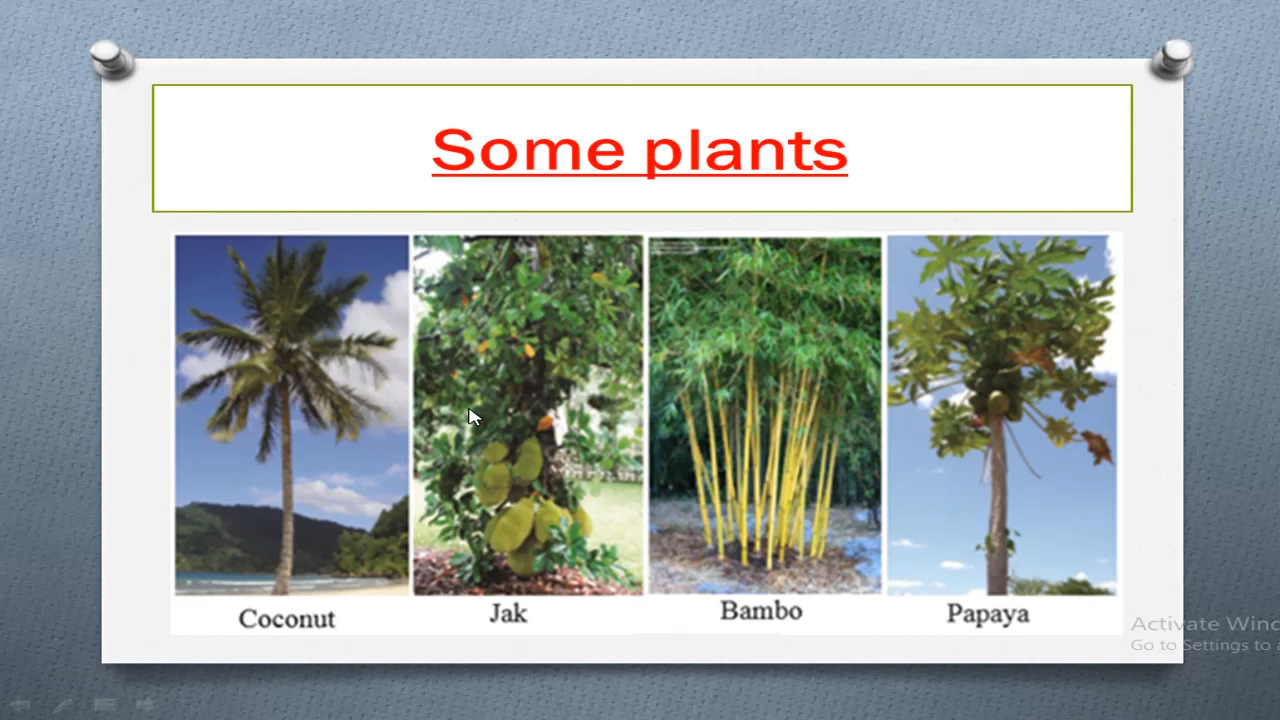 Some plants
Coconut
Jak
Bambo
Papaya
Activate Wind
Go to Settings to a